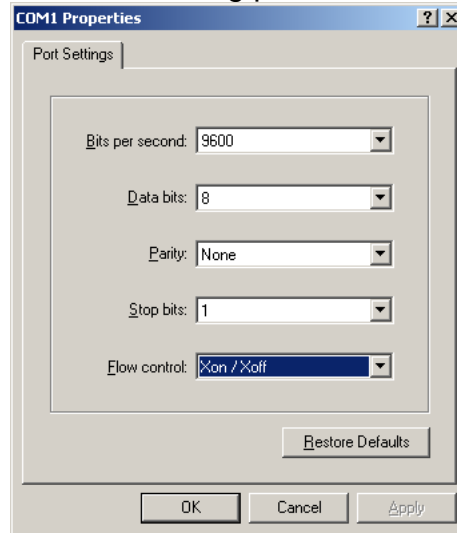 COM1 Properties
Port Settings
Bits per second: 9600
Data bits: 8
Parity: None
Stop bits: 1
Flow control: Xon / Xoff
Restore Defaults
OK Cancel Apply